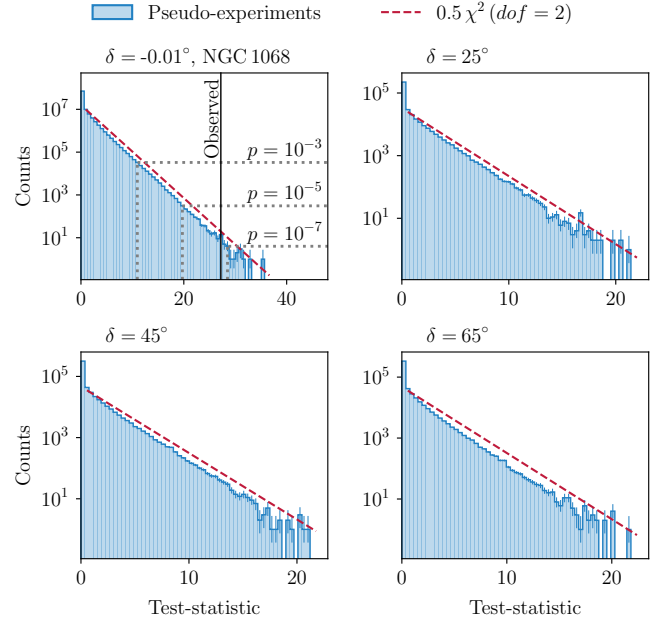 Pseudo-experiments
0.5 χ² (dof = 2)
δ = -0.01°, NGC 1068
δ = 25°
Counts
10⁷
10⁵
10³
10¹
Observed
p = 10⁻³
p = 10⁻⁵
p = 10⁻⁷
0
20
40
10⁵
10³
10¹
0
10
20
δ = 45°
δ = 65°
Counts
10⁵
10³
10¹
0
10
20
Test-statistic
10⁵
10³
10¹
0
10
20
Test-statistic